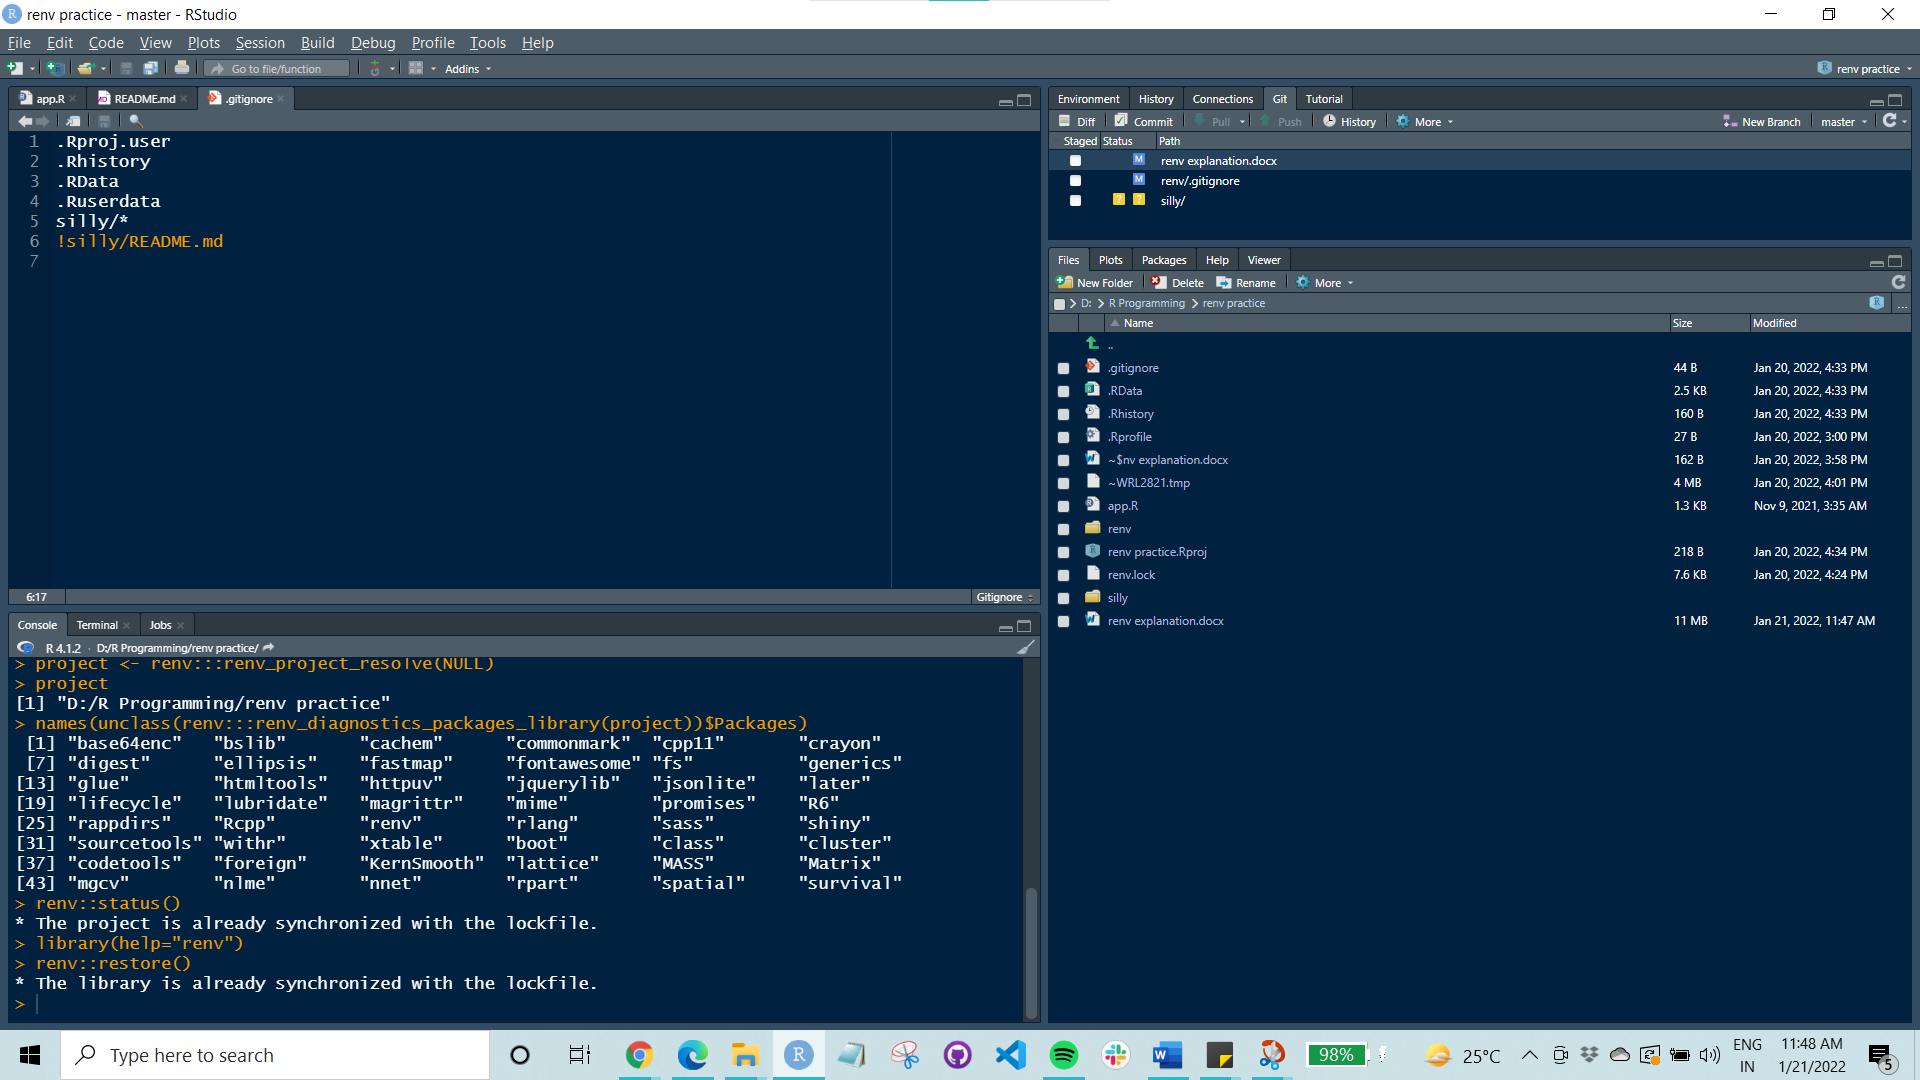 renv practice - master - RStudio
File Edit Code View Plots Session Build Debug Profile Tools Help
Go to file/function Addins renv practice
app.R README.md .gitignore
1 .Rproj.user
2 .Rhistory
3 .RData
4 .Ruserdata
5 silly/*
6 !silly/README.md
7
6:17 Gitignore
Console Terminal Jobs
R 4.1.2 · D:/R Programming/renv practice/
> project <- renv:::renv_project_resolve(NULL)
> project
[1] "D:/R Programming/renv practice"
> names(unclass(renv:::renv_diagnostics_packages_library(project))$Packages)
[1] "base64enc" "bslib" "cachem" "commonmark" "cpp11" "crayon"
[7] "digest" "ellipsis" "fastmap" "fontawesome" "fs" "generics"
[13] "glue" "htmltools" "httpuv" "jquerylib" "jsonlite" "later"
[19] "lifecycle" "lubridate" "magrittr" "mime" "promises" "R6"
[25] "rappdirs" "Rcpp" "renv" "rlang" "sass" "shiny"
[31] "sourcetools" "withr" "xtable" "boot" "class" "cluster"
[37] "codetools" "foreign" "KernSmooth" "lattice" "MASS" "Matrix"
[43] "mgcv" "nlme" "nnet" "rpart" "spatial" "survival"
> renv::status()
* The project is already synchronized with the lockfile.
> library(help="renv")
> renv::restore()
* The library is already synchronized with the lockfile.
>
Environment History Connections Git Tutorial
Diff Commit Pull Push History More New Branch master
Staged Status Path
M renv explanation.docx
M renv/.gitignore
? ? silly/
Files Plots Packages Help Viewer
New Folder Delete Rename More
D: > R Programming > renv practice ...
Name Size Modified
..
.gitignore 44 B Jan 20, 2022, 4:33 PM
.RData 2.5 KB Jan 20, 2022, 4:33 PM
.Rhistory 160 B Jan 20, 2022, 4:33 PM
.Rprofile 27 B Jan 20, 2022, 3:00 PM
~$nv explanation.docx 162 B Jan 20, 2022, 3:58 PM
~WRL2821.tmp 4 MB Jan 20, 2022, 4:01 PM
app.R 1.3 KB Nov 9, 2021, 3:35 AM
renv
renv practice.Rproj 218 B Jan 20, 2022, 4:34 PM
renv.lock 7.6 KB Jan 20, 2022, 4:24 PM
silly
renv explanation.docx 11 MB Jan 21, 2022, 11:47 AM
Type here to search 98% 25°C ENG 11:48 AM
IN 1/21/2022 5